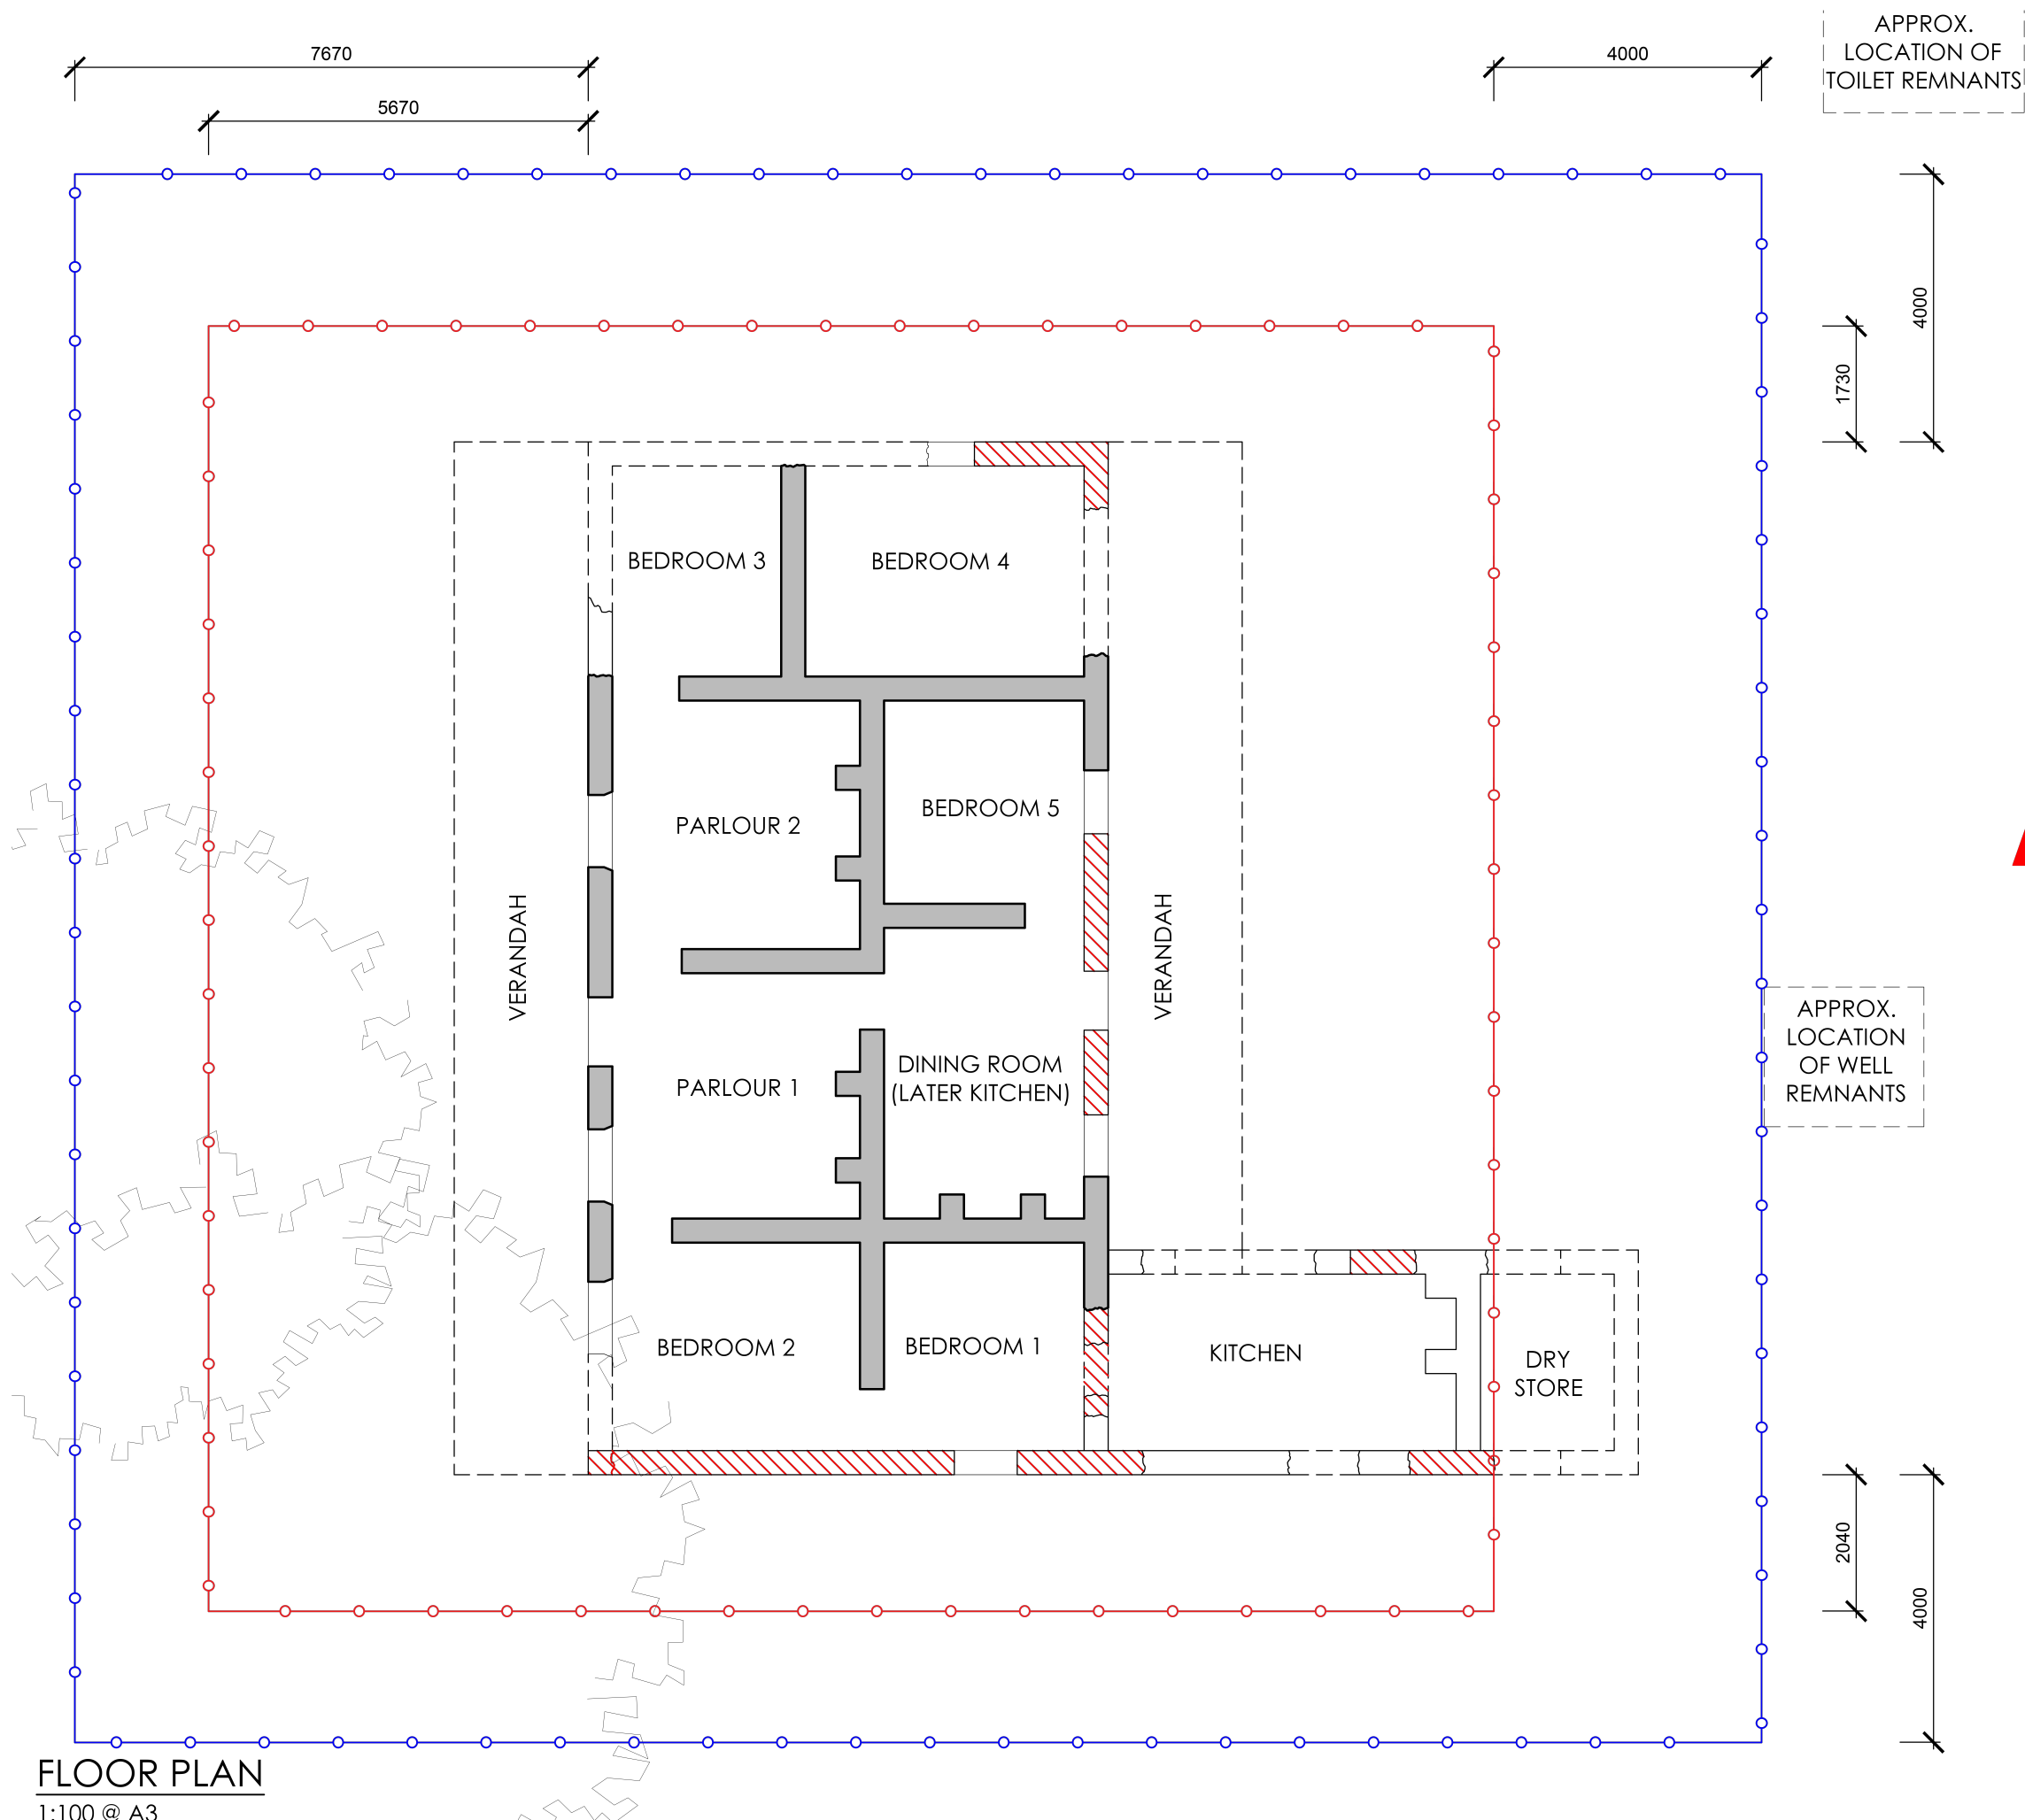 APPROX.
LOCATION OF
TOILET REMNANTS
7670
4000
5670
4000
1730
BEDROOM 3
BEDROOM 4
BEDROOM 5
PARLOUR 2
VERANDAH
VERANDAH
APPROX.
LOCATION
OF WELL
REMNANTS
DINING ROOM
(LATER KITCHEN)
PARLOUR 1
BEDROOM 2
BEDROOM 1
KITCHEN
DRY
STORE
2040
4000
FLOOR PLAN
1:100 @ A3